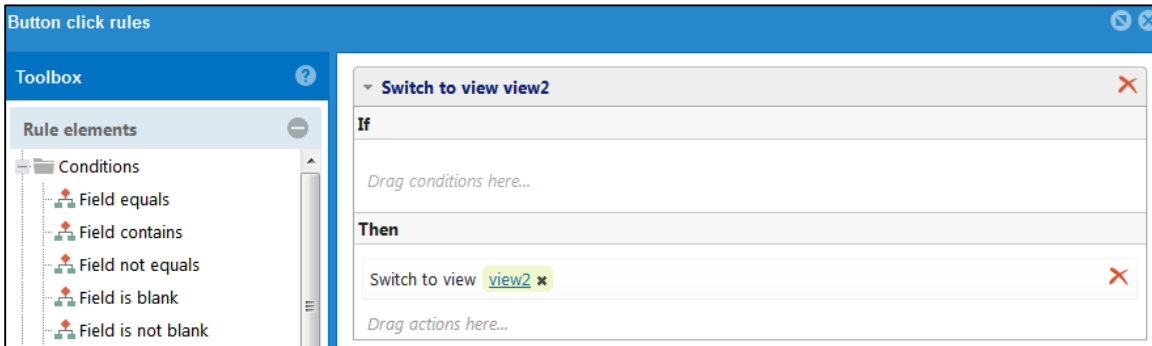 Button click rules
Toolbox
Rule elements
Conditions
Field equals
Field contains
Field not equals
Field is blank
Field is not blank
Switch to view view2
If
Drag conditions here...
Then
Switch to view view2
Drag actions here...